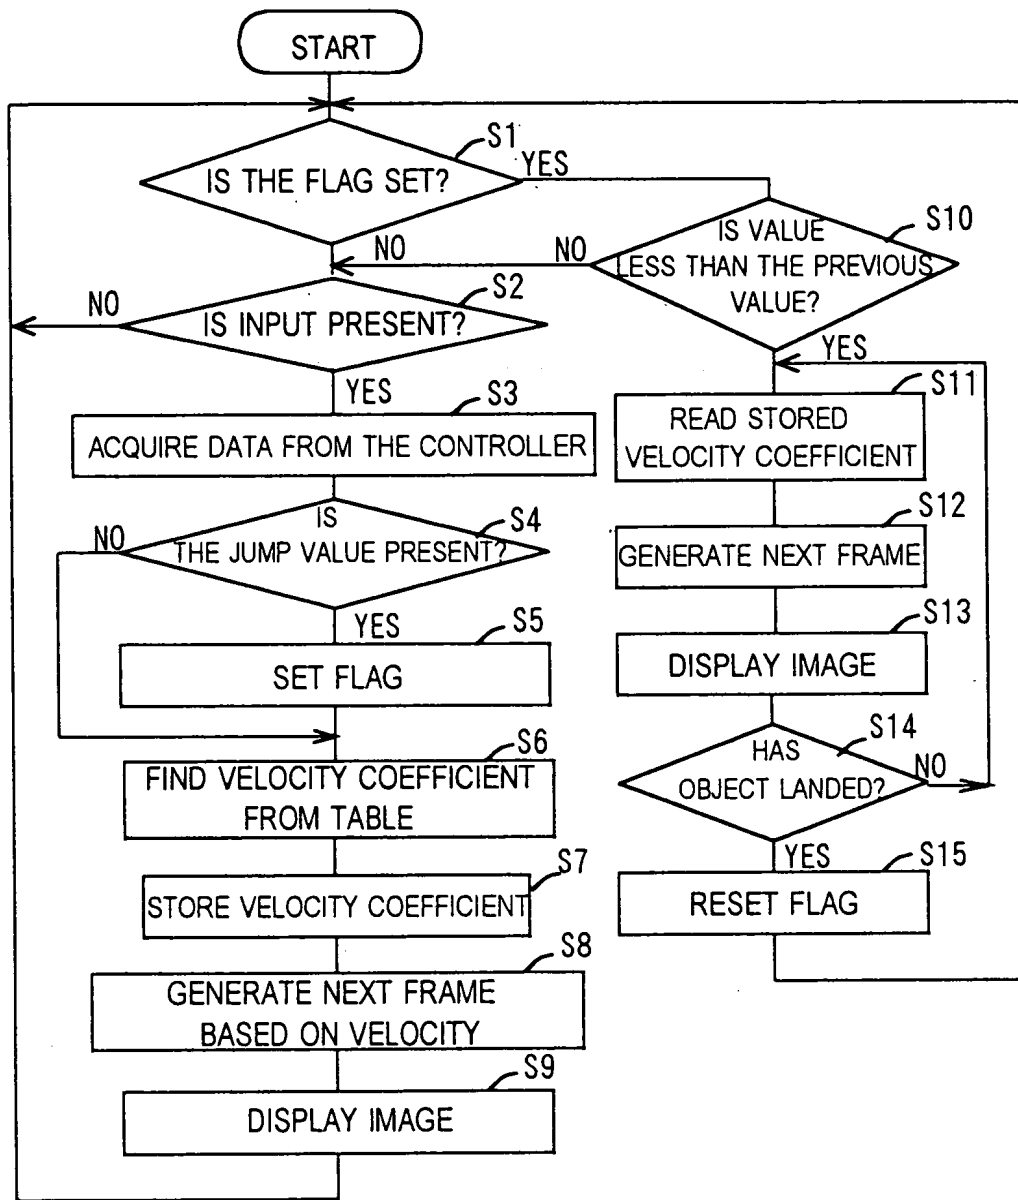 START
S1
IS THE FLAG SET?
YES
NO
S10
IS VALUE
LESS THAN THE PREVIOUS
VALUE?
NO
YES
S2
IS INPUT PRESENT?
NO
YES
S3
ACQUIRE DATA FROM THE CONTROLLER
S4
IS
THE JUMP VALUE PRESENT?
NO
YES
S5
SET FLAG
S6
FIND VELOCITY COEFFICIENT
FROM TABLE
S7
STORE VELOCITY COEFFICIENT
S8
GENERATE NEXT FRAME
BASED ON VELOCITY
S9
DISPLAY IMAGE
S11
READ STORED
VELOCITY COEFFICIENT
S12
GENERATE NEXT FRAME
S13
DISPLAY IMAGE
S14
HAS
OBJECT LANDED?
NO
YES
S15
RESET FLAG